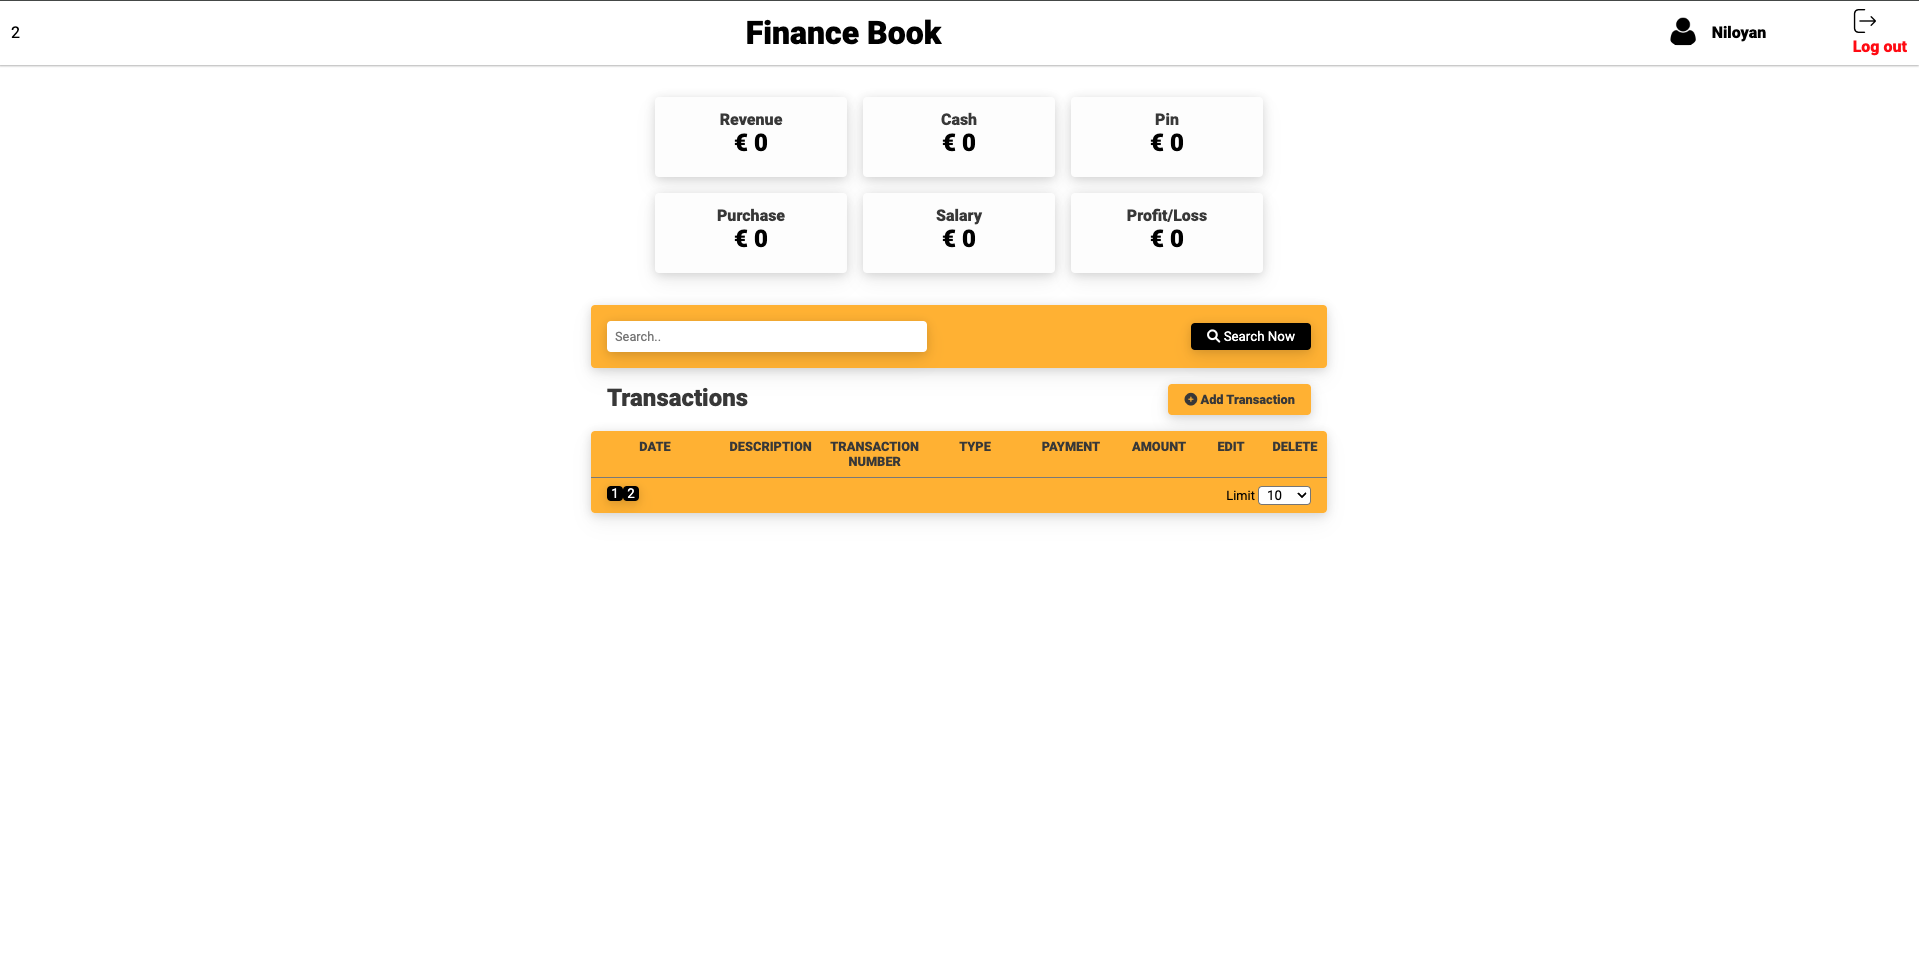 2
Finance Book
Niloyan
Log out
Revenue
€ 0
Cash
€ 0
Pin
€ 0
Purchase
€ 0
Salary
€ 0
Profit/Loss
€ 0
Search..
Search Now
Transactions
Add Transaction
DATE DESCRIPTION TRANSACTION NUMBER TYPE PAYMENT AMOUNT EDIT DELETE
1 2
Limit 10